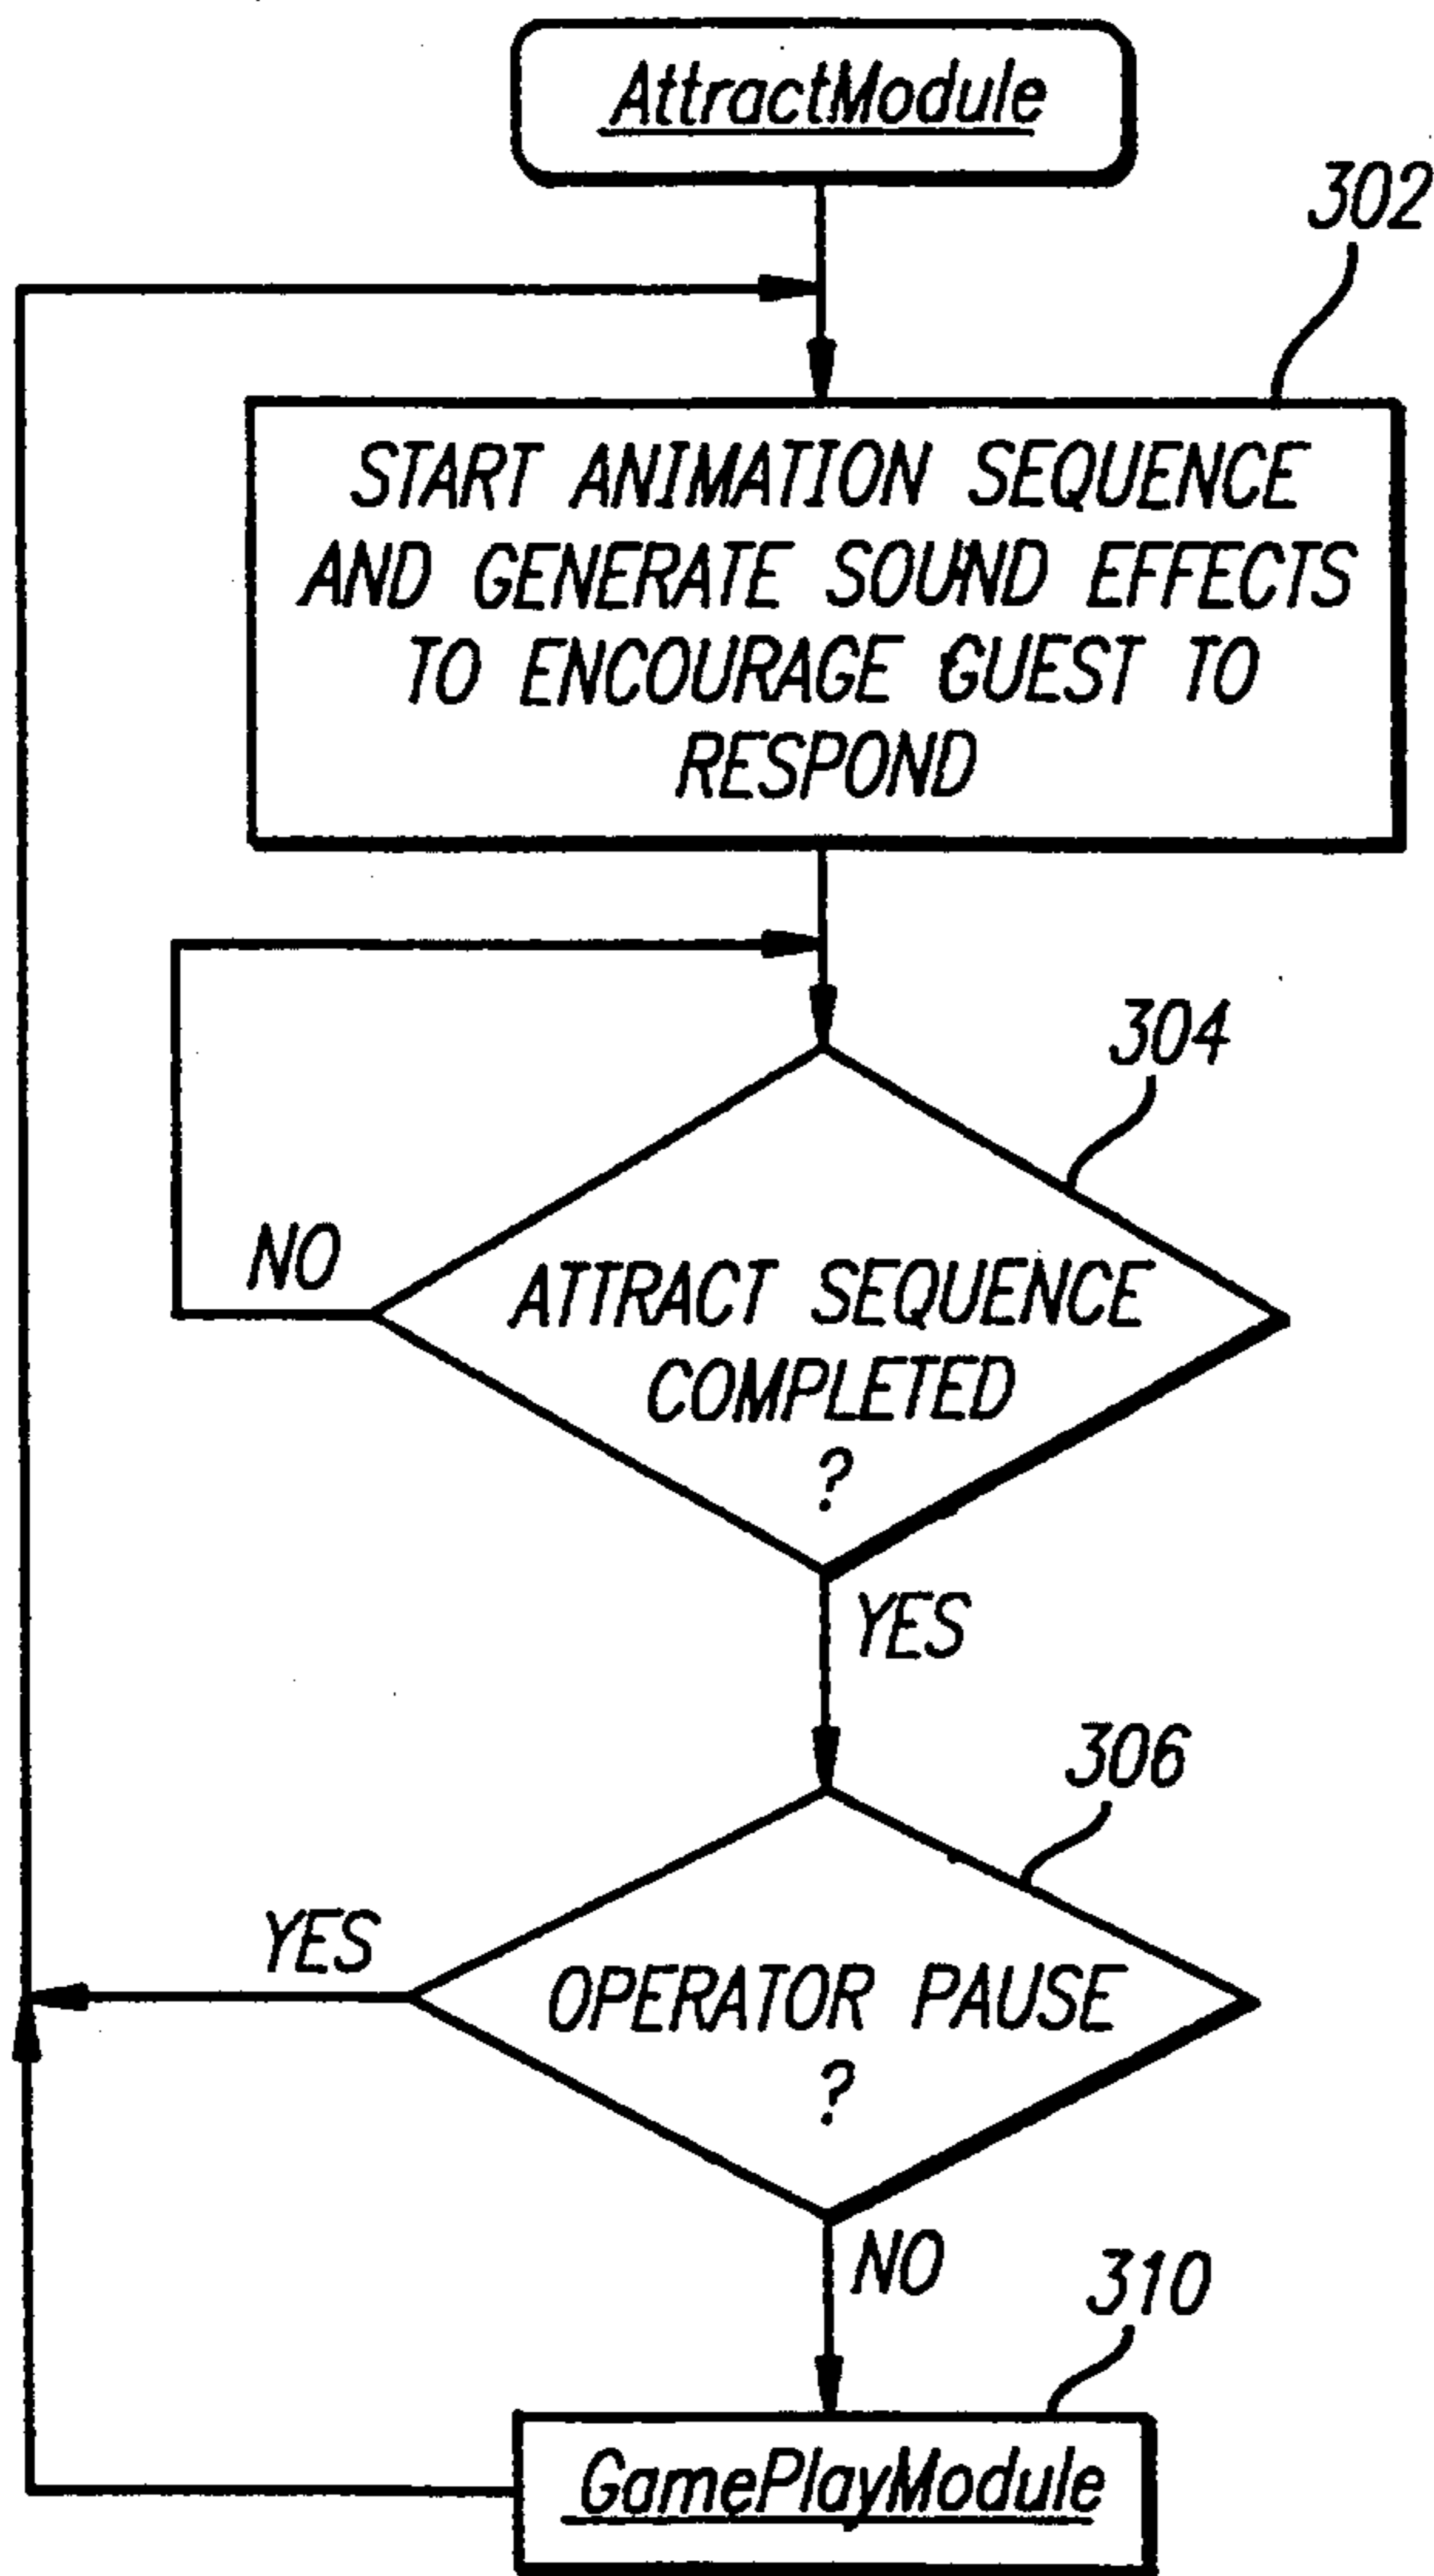 AttractModule
302
START ANIMATION SEQUENCE
AND GENERATE SOUND EFFECTS
TO ENCOURAGE GUEST TO
RESPOND
304
NO
ATTRACT SEQUENCE
COMPLETED
?
YES
306
YES
OPERATOR PAUSE
?
NO
310
GamePlayModule